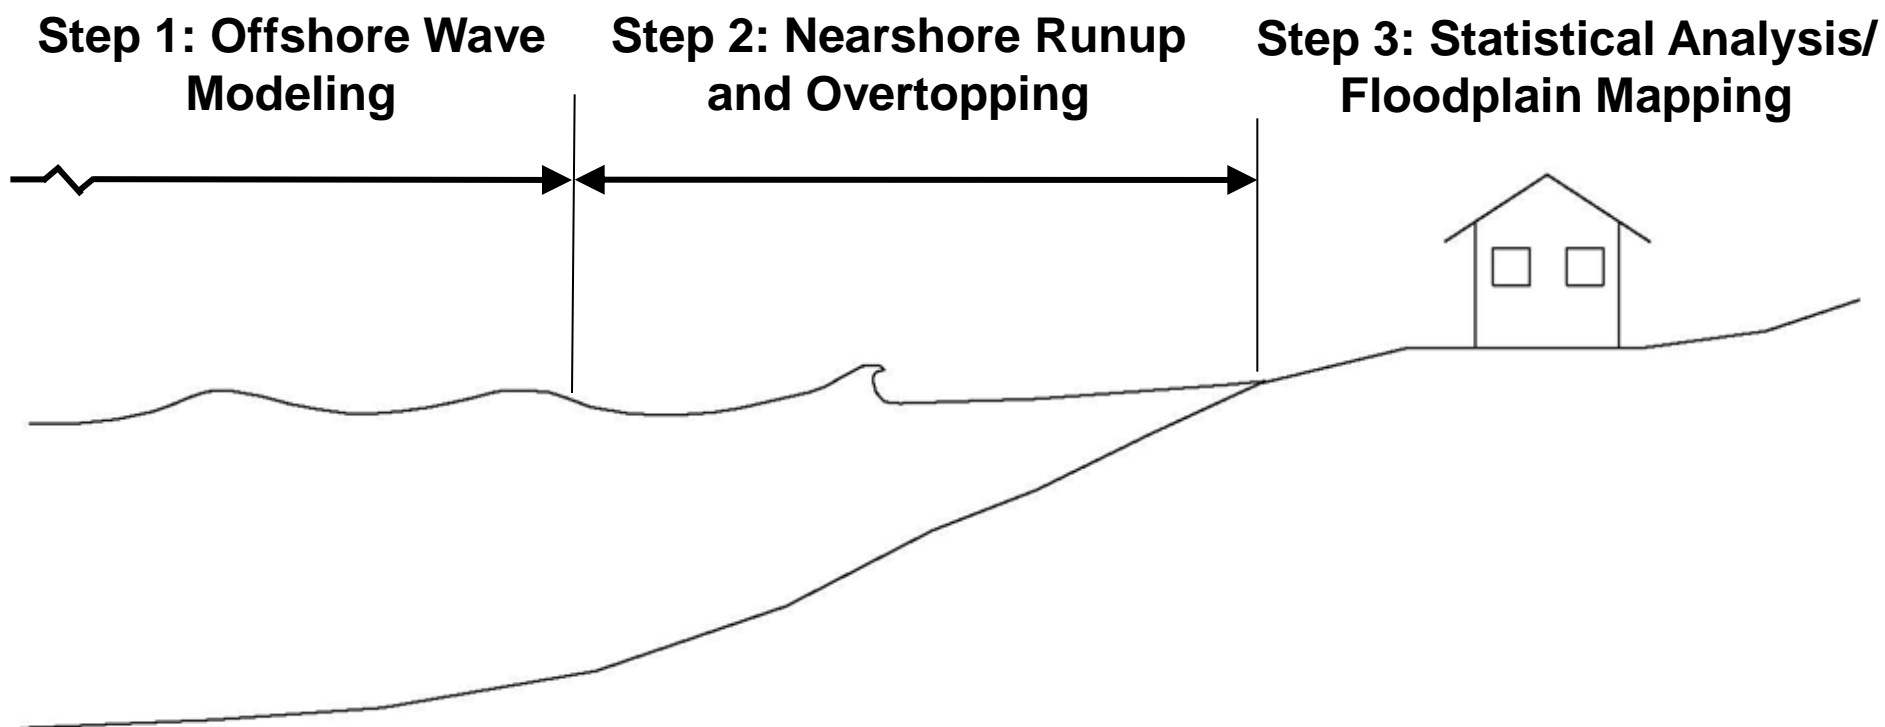 Step 1: Offshore Wave
Modeling
Step 2: Nearshore Runup
and Overtopping
Step 3: Statistical Analysis/
Floodplain Mapping